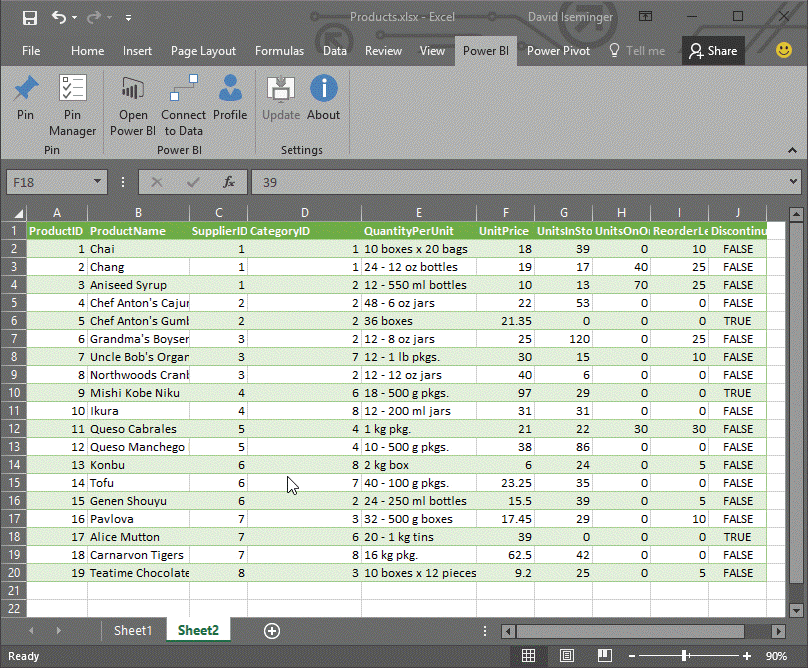 Products.xlsx - Excel David Iseminger
File Home Insert Page Layout Formulas Data Review View Power BI Power Pivot Tell me Share
Pin Pin Manager Open Power BI Connect to Data Profile Update About
Pin Power BI Settings
F18 fx 39
A B C D E F G H I J
1 ProductID ProductName SupplierID CategoryID QuantityPerUnit UnitPrice UnitsInSto UnitsOnO ReorderLe Discontinu
2 1 Chai 1 1 10 boxes x 20 bags 18 39 0 10 FALSE
3 2 Chang 1 1 24 - 12 oz bottles 19 17 40 25 FALSE
4 3 Aniseed Syrup 1 2 12 - 550 ml bottles 10 13 70 25 FALSE
5 4 Chef Anton's Cajur 2 2 48 - 6 oz jars 22 53 0 0 FALSE
6 5 Chef Anton's Gumb 2 2 36 boxes 21.35 0 0 0 TRUE
7 6 Grandma's Boyser 3 2 12 - 8 oz jars 25 120 0 25 FALSE
8 7 Uncle Bob's Organ 3 7 12 - 1 lb pkgs. 30 15 0 10 FALSE
9 8 Northwoods Cranb 3 2 12 - 12 oz jars 40 6 0 0 FALSE
10 9 Mishi Kobe Niku 4 6 18 - 500 g pkgs. 97 29 0 0 TRUE
11 10 Ikura 4 8 12 - 200 ml jars 31 31 0 0 FALSE
12 11 Queso Cabrales 5 4 1 kg pkg. 21 22 30 30 FALSE
13 12 Queso Manchego 5 4 10 - 500 g pkgs. 38 86 0 0 FALSE
14 13 Konbu 6 8 2 kg box 6 24 0 5 FALSE
15 14 Tofu 6 7 40 - 100 g pkgs. 23.25 35 0 0 FALSE
16 15 Genen Shouyu 6 2 24 - 250 ml bottles 15.5 39 0 5 FALSE
17 16 Pavlova 7 3 32 - 500 g boxes 17.45 29 0 10 FALSE
18 17 Alice Mutton 7 6 20 - 1 kg tins 39 0 0 0 TRUE
19 18 Carnarvon Tigers 7 8 16 kg pkg. 62.5 42 0 0 FALSE
20 19 Teatime Chocolate 8 3 10 boxes x 12 pieces 9.2 25 0 5 FALSE
21
22
Sheet1 Sheet2
Ready 90%